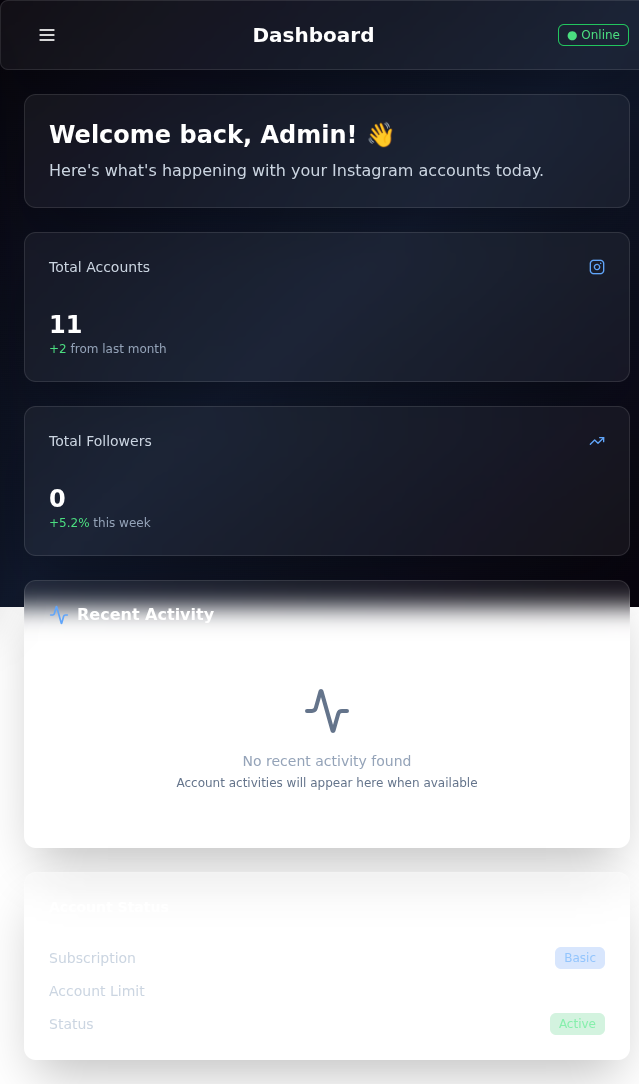 Dashboard
● Online
Welcome back, Admin! 👋
Here's what's happening with your Instagram accounts today.
Total Accounts
11
+2 from last month
Total Followers
0
+5.2% this week
Recent Activity
No recent activity found
Account activities will appear here when available
Account Status
Subscription
Basic
Account Limit
Status
Active